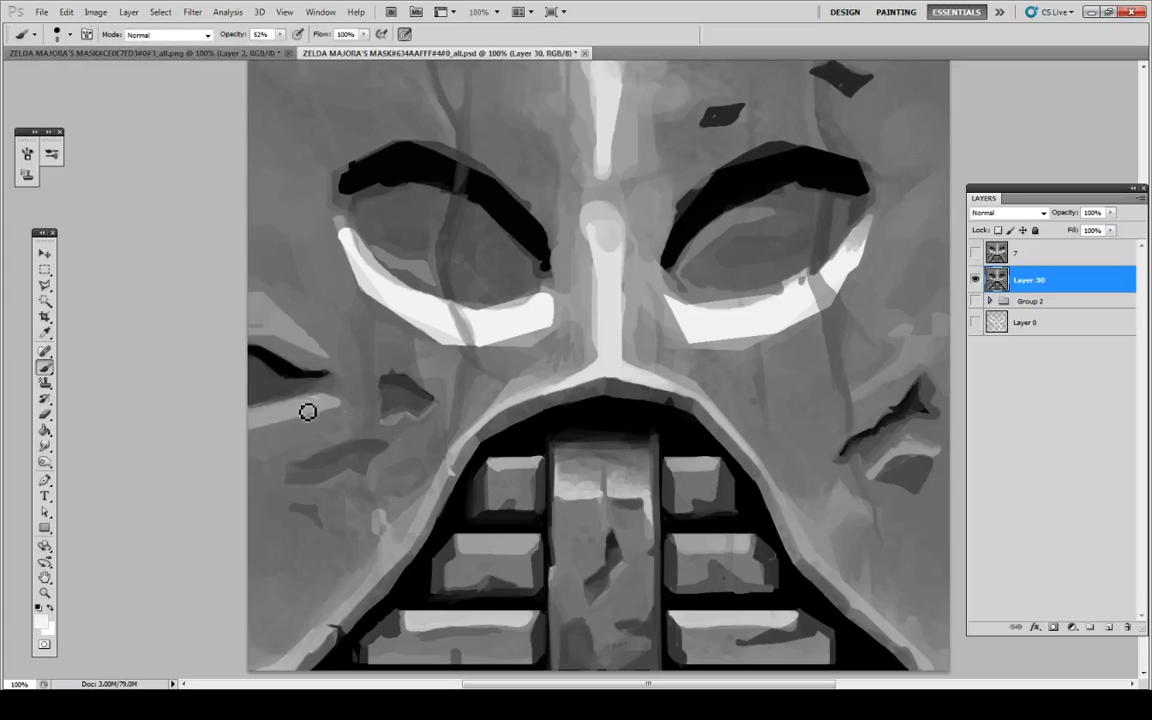 Ps File Edit Image Layer Select Filter Analysis 3D View Window Help 100% DESIGN PAINTING ESSENTIALS CS Live
8 Mode: Normal Opacity: 52% Flow: 100%
ZELDA MAJORA'S MASK#CE0E7ED3#0#3_all.png @ 100% (Layer 2, RGB/8) * ZELDA MAJORA'S MASK#634AAFFF#4#0_all.psd @ 100% (Layer 30, RGB/8) *
LAYERS
Normal Opacity: 100%
Lock: Fill: 100%
7
Layer 30
Group 2
Layer 0
100% Doc: 3.00M/79.0M